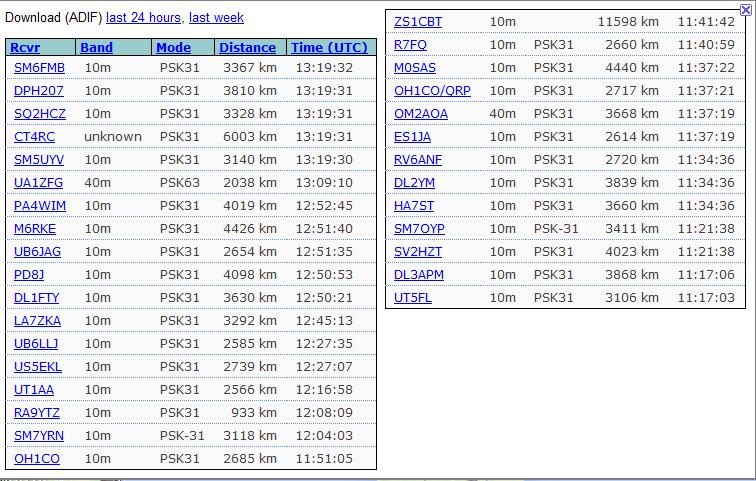 Download (ADIF) last 24 hours, last week
Rcvr Band Mode Distance Time (UTC)
SM6FMB 10m PSK31 3367 km 13:19:32
DPH207 10m PSK31 3810 km 13:19:31
SQ2HCZ 10m PSK31 3328 km 13:19:31
CT4RC unknown PSK31 6003 km 13:19:31
SM5UYV 10m PSK31 3140 km 13:19:30
UA1ZFG 40m PSK63 2038 km 13:09:10
PA4WIM 10m PSK31 4019 km 12:52:45
M6RKE 10m PSK31 4426 km 12:51:40
UB6JAG 10m PSK31 2654 km 12:51:35
PD8J 10m PSK31 4098 km 12:50:53
DL1FTY 10m PSK31 3630 km 12:50:21
LA7ZKA 10m PSK31 3292 km 12:45:13
UB6LLJ 10m PSK31 2585 km 12:27:35
US5EKL 10m PSK31 2739 km 12:27:07
UT1AA 10m PSK31 2566 km 12:16:58
RA9YTZ 10m PSK31 933 km 12:08:09
SM7YRN 10m PSK-31 3118 km 12:04:03
OH1CO 10m PSK31 2685 km 11:51:05
ZS1CBT 10m 11598 km 11:41:42
R7FQ 10m PSK31 2660 km 11:40:59
M0SAS 10m PSK31 4440 km 11:37:22
OH1CO/QRP 10m PSK31 2717 km 11:37:21
OM2AOA 40m PSK31 3668 km 11:37:19
ES1JA 10m PSK31 2614 km 11:37:19
RV6ANF 10m PSK31 2720 km 11:34:36
DL2YM 10m PSK31 3839 km 11:34:36
HA7ST 10m PSK31 3660 km 11:34:36
SM7OYP 10m PSK-31 3411 km 11:21:38
SV2HZT 10m PSK31 4023 km 11:21:38
DL3APM 10m PSK31 3868 km 11:17:06
UT5FL 10m PSK31 3106 km 11:17:03